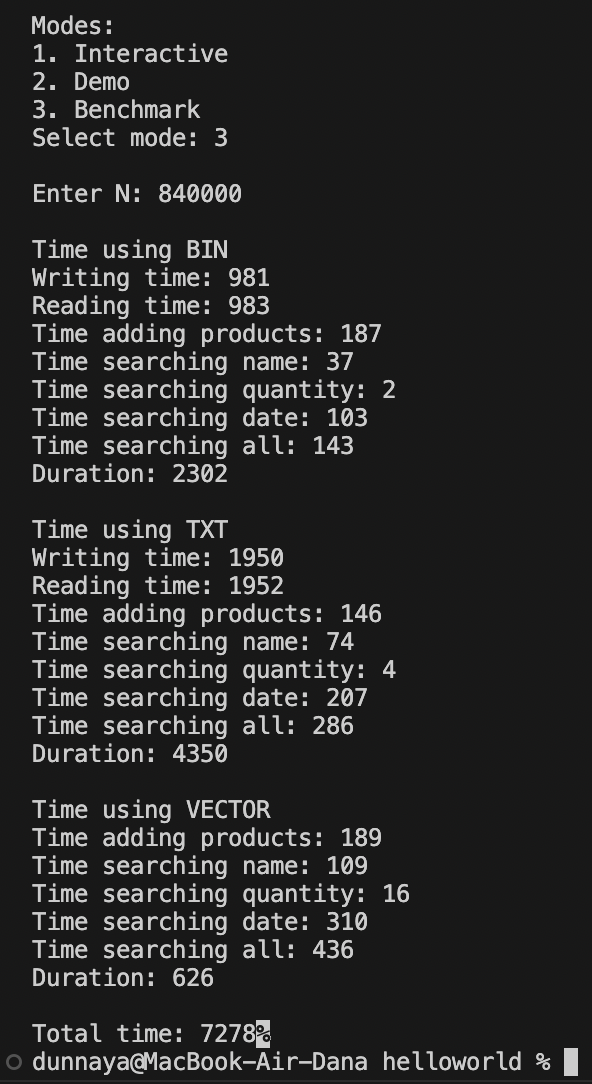 Modes:
1. Interactive
2. Demo
3. Benchmark
Select mode: 3
Enter N: 840000
Time using BIN
Writing time: 981
Reading time: 983
Time adding products: 187
Time searching name: 37
Time searching quantity: 2
Time searching date: 103
Time searching all: 143
Duration: 2302
Time using TXT
Writing time: 1950
Reading time: 1952
Time adding products: 146
Time searching name: 74
Time searching quantity: 4
Time searching date: 207
Time searching all: 286
Duration: 4350
Time using VECTOR
Time adding products: 189
Time searching name: 109
Time searching quantity: 16
Time searching date: 310
Time searching all: 436
Duration: 626
Total time: 7278%
dunnaya@MacBook-Air-Dana helloworld %